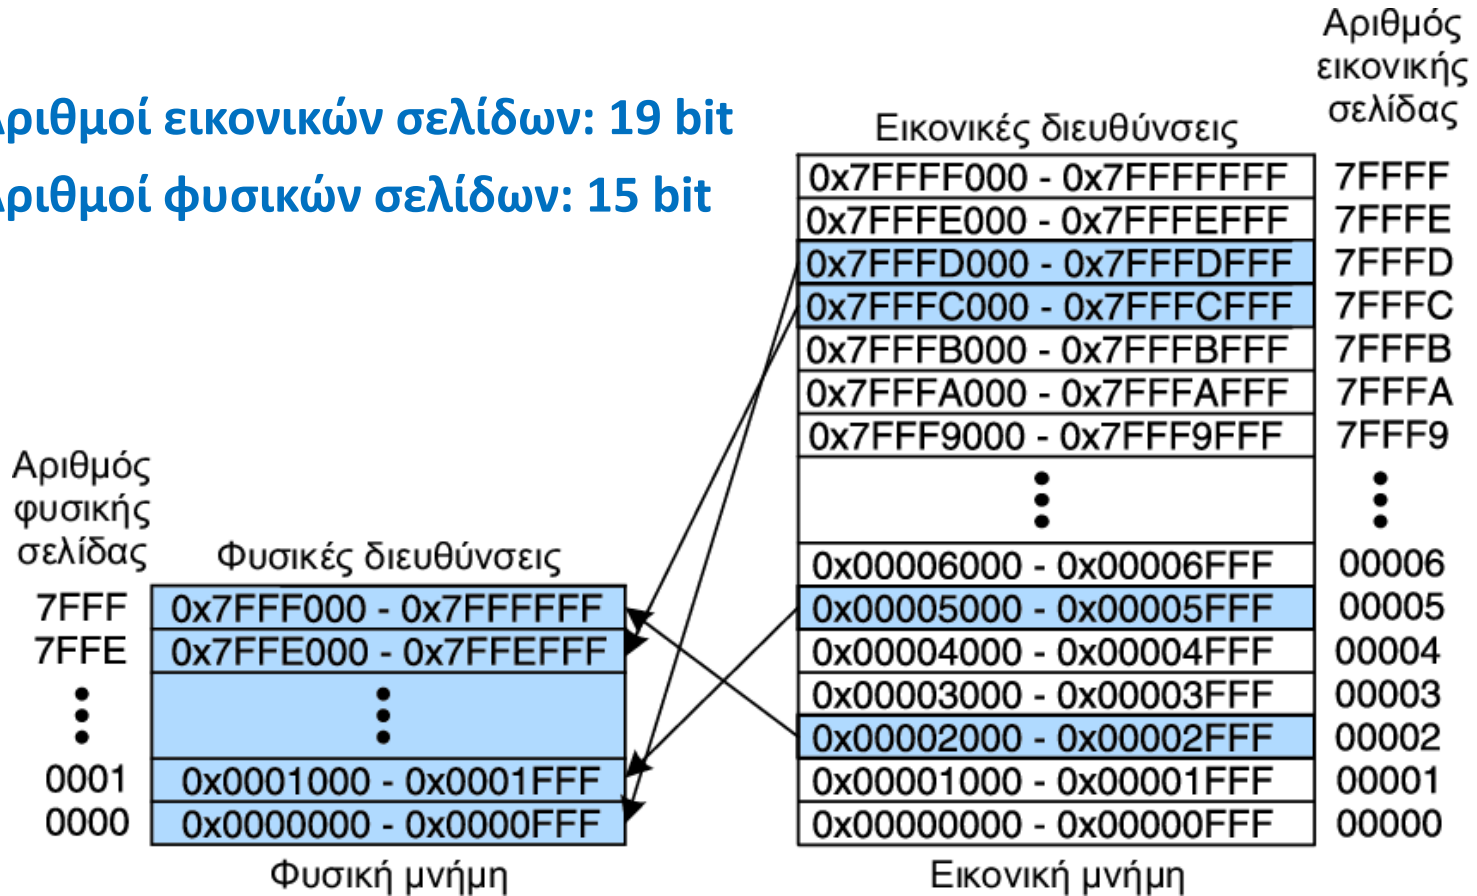 Αριθμοί εικονικών σελίδων: 19 bit
Αριθμοί φυσικών σελίδων: 15 bit
Αριθμός
φυσικής
σελίδας
Φυσικές διευθύνσεις
7FFF 0x7FFF000 - 0x7FFFFFF
7FFE 0x7FFE000 - 0x7FFEFFF
0001 0x0001000 - 0x0001FFF
0000 0x0000000 - 0x0000FFF
Φυσική μνήμη
Αριθμός
εικονικής
σελίδας
Εικονικές διευθύνσεις
0x7FFFF000 - 0x7FFFFFFF 7FFFF
0x7FFFE000 - 0x7FFFEFFF 7FFFE
0x7FFFD000 - 0x7FFFDFFF 7FFFD
0x7FFFC000 - 0x7FFFCFFF 7FFFC
0x7FFFB000 - 0x7FFFBFFF 7FFFB
0x7FFFA000 - 0x7FFFAFFF 7FFFA
0x7FFF9000 - 0x7FFF9FFF 7FFF9
0x00006000 - 0x00006FFF 00006
0x00005000 - 0x00005FFF 00005
0x00004000 - 0x00004FFF 00004
0x00003000 - 0x00003FFF 00003
0x00002000 - 0x00002FFF 00002
0x00001000 - 0x00001FFF 00001
0x00000000 - 0x00000FFF 00000
Εικονική μνήμη